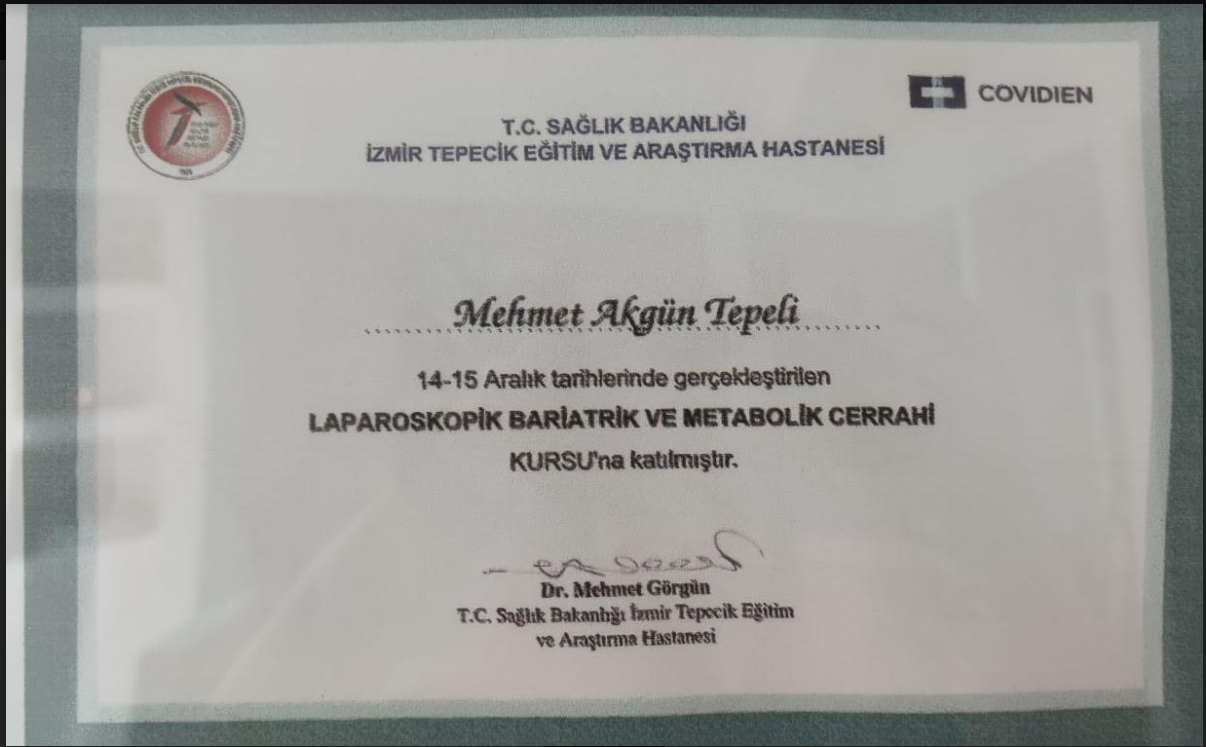 COVIDIEN
T.C. SAĞLIK BAKANLIĞI
İZMİR TEPECİK EĞİTİM VE ARAŞTIRMA HASTANESİ
Mehmet Akgün Tepeli
14-15 Aralık tarihlerinde gerçekleştirilen
LAPAROSKOPİK BARİATRİK VE METABOLİK CERRAHİ
KURSU'na katılmıştır.
Dr. Mehmet Görgün
T.C. Sağlık Bakanlığı İzmir Tepecik Eğitim
ve Araştırma Hastanesi